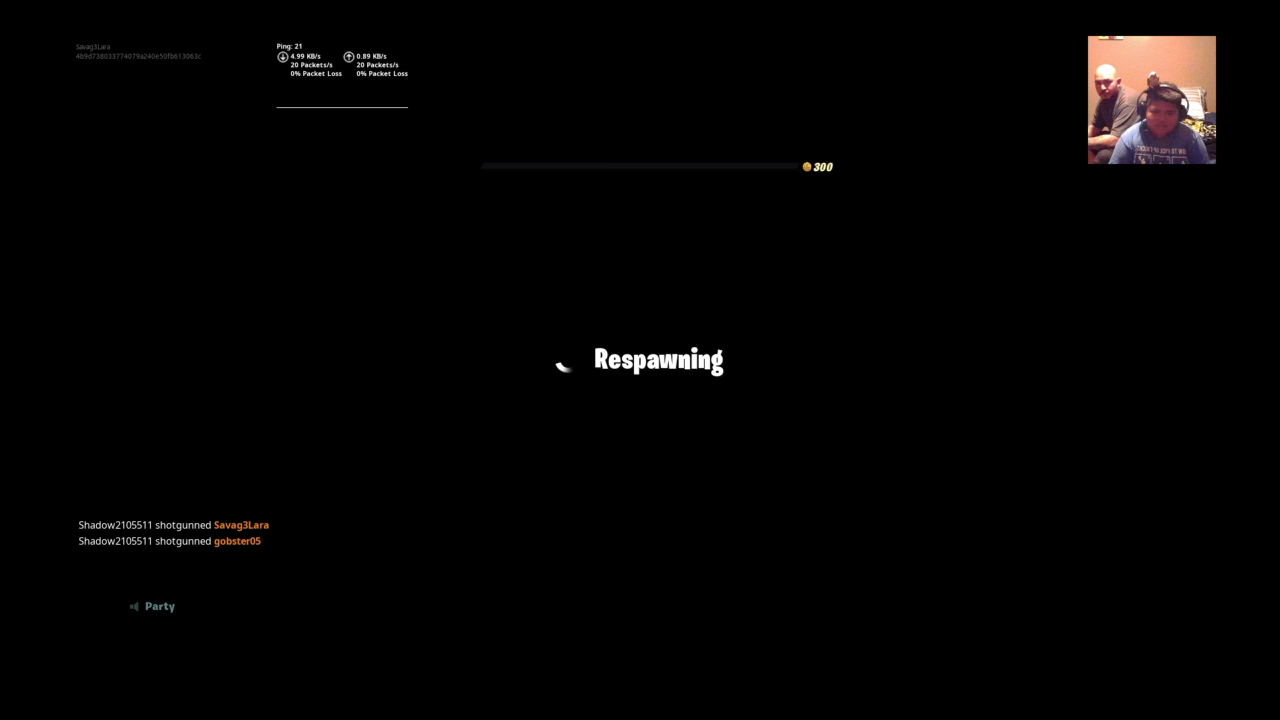 Savag3Lara
4b9d738033774079a240e50fb613063c
Ping: 21
4.99 KB/s
20 Packets/s
0% Packet Loss
0.89 KB/s
20 Packets/s
0% Packet Loss
300
Respawning
Shadow2105511 shotgunned Savag3Lara
Shadow2105511 shotgunned gobster05
Party